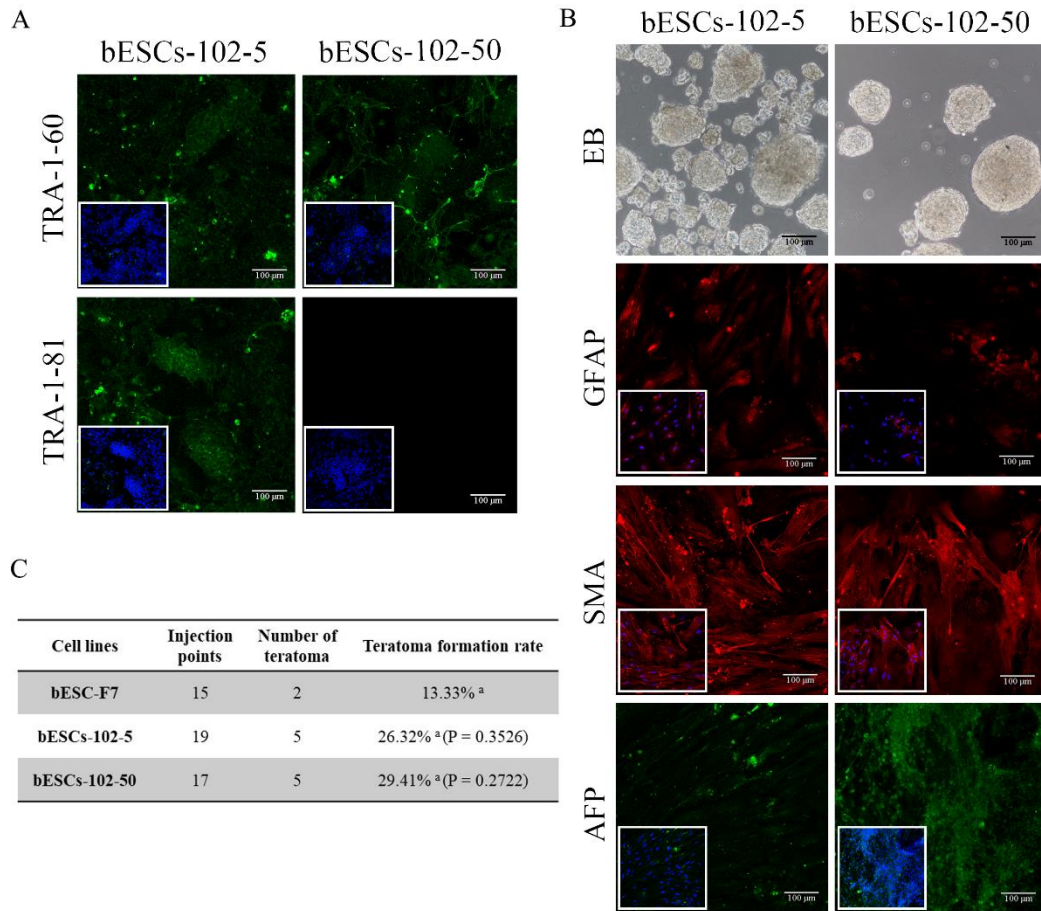 A
bESCs-102-5
bESCs-102-50
TRA-1-60
100 µm
100 µm
TRA-1-81
100 µm
100 µm
B
bESCs-102-5
bESCs-102-50
EB
100 µm
100 µm
GFAP
100 µm
100 µm
SMA
100 µm
100 µm
AFP
100 µm
100 µm
C
Cell lines
Injection points
Number of teratoma
Teratoma formation rate
bESC-F7 15 2 13.33% a
bESCs-102-5 19 5 26.32% a (P = 0.3526)
bESCs-102-50 17 5 29.41% a (P = 0.2722)